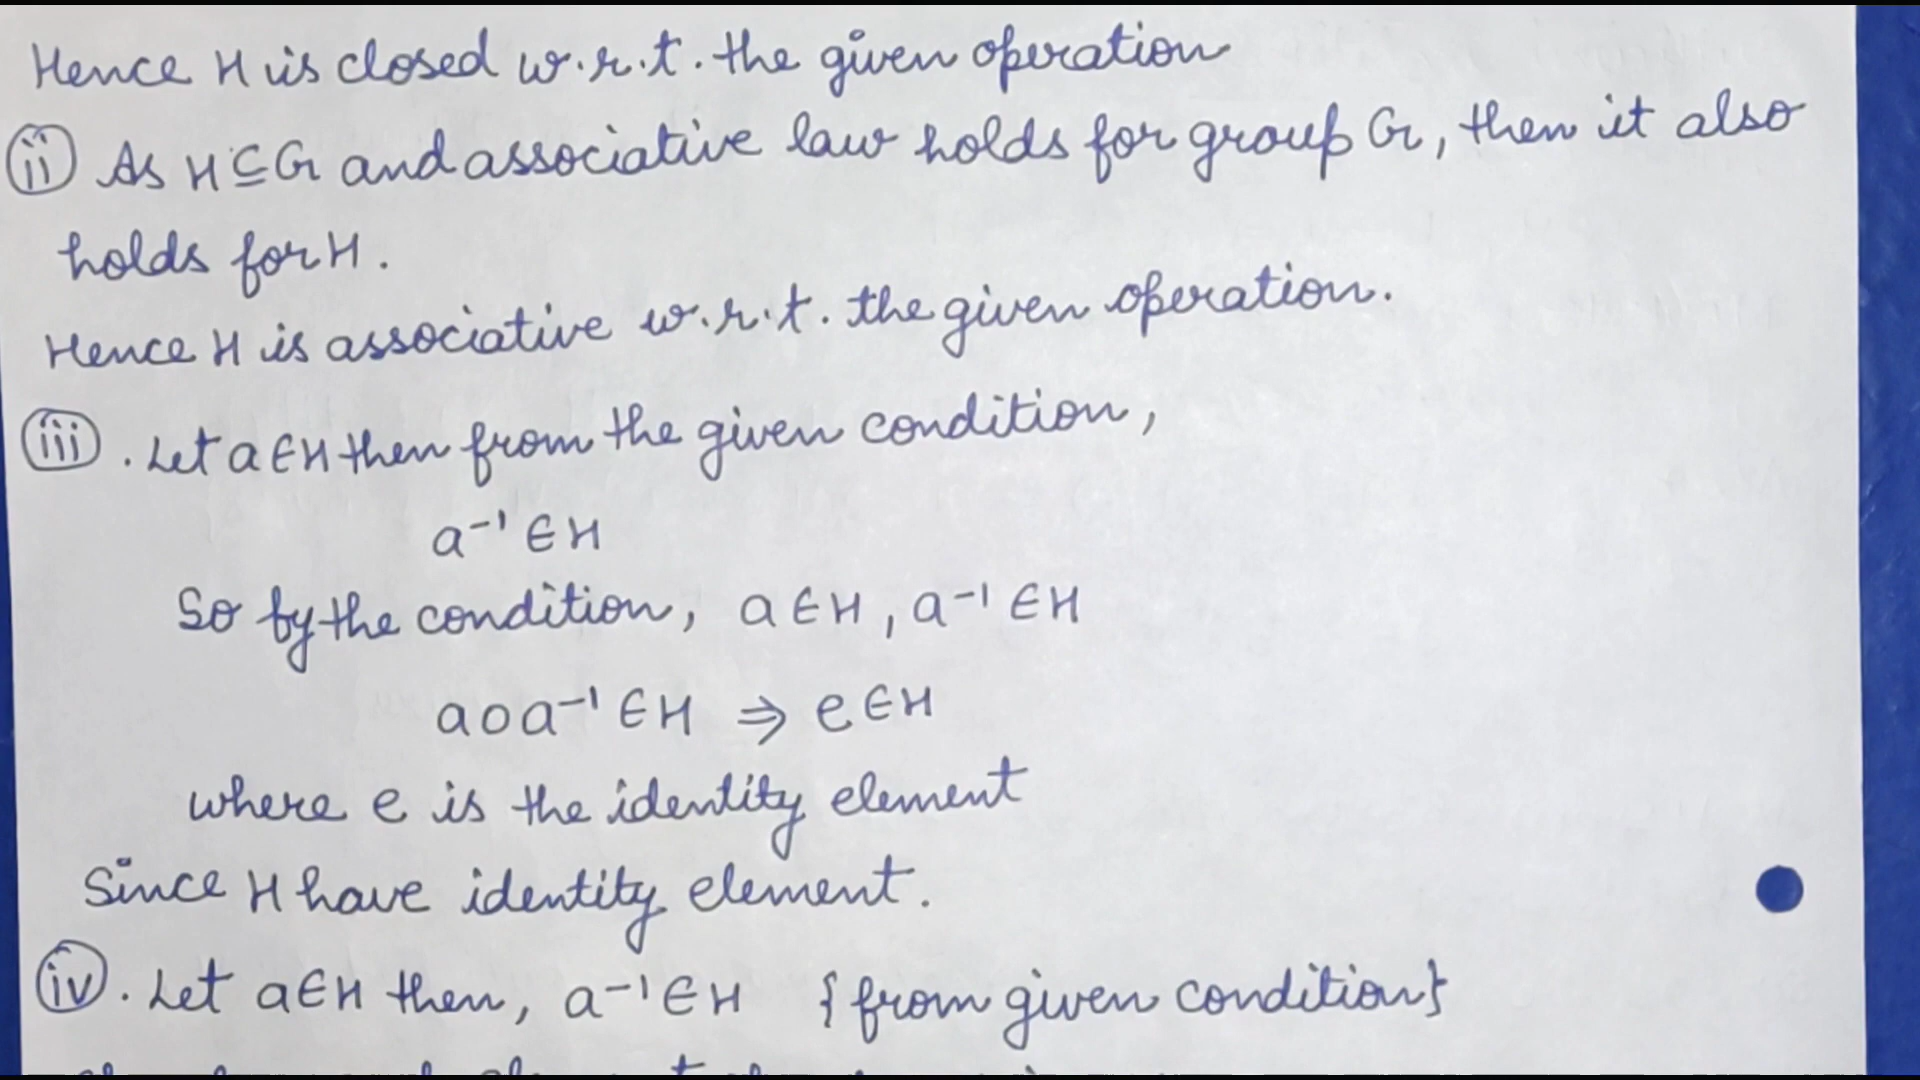 Hence H is closed w.r.t. the given operation
(ii) As H ⊆ G and associative law holds for group G, then it also
holds for H.
Hence H is associative w.r.t. the given operation.
(iii). Let a ∈ H then from the given condition,
a⁻¹ ∈ H
So by the condition, a ∈ H, a⁻¹ ∈ H
a o a⁻¹ ∈ H ⇒ e ∈ H
where e is the identity element
Since H have identity element.
(iv). Let a ∈ H then, a⁻¹ ∈ H {from given condition}